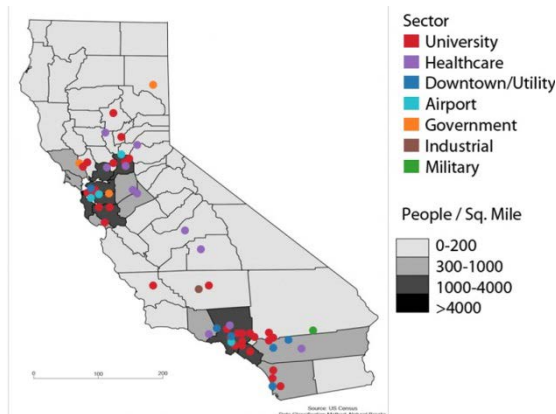 Sector
University
Healthcare
Downtown/Utility
Airport
Government
Industrial
Military
People / Sq. Mile
0-200
300-1000
1000-4000
>4000
0
100
200
Source: US Census